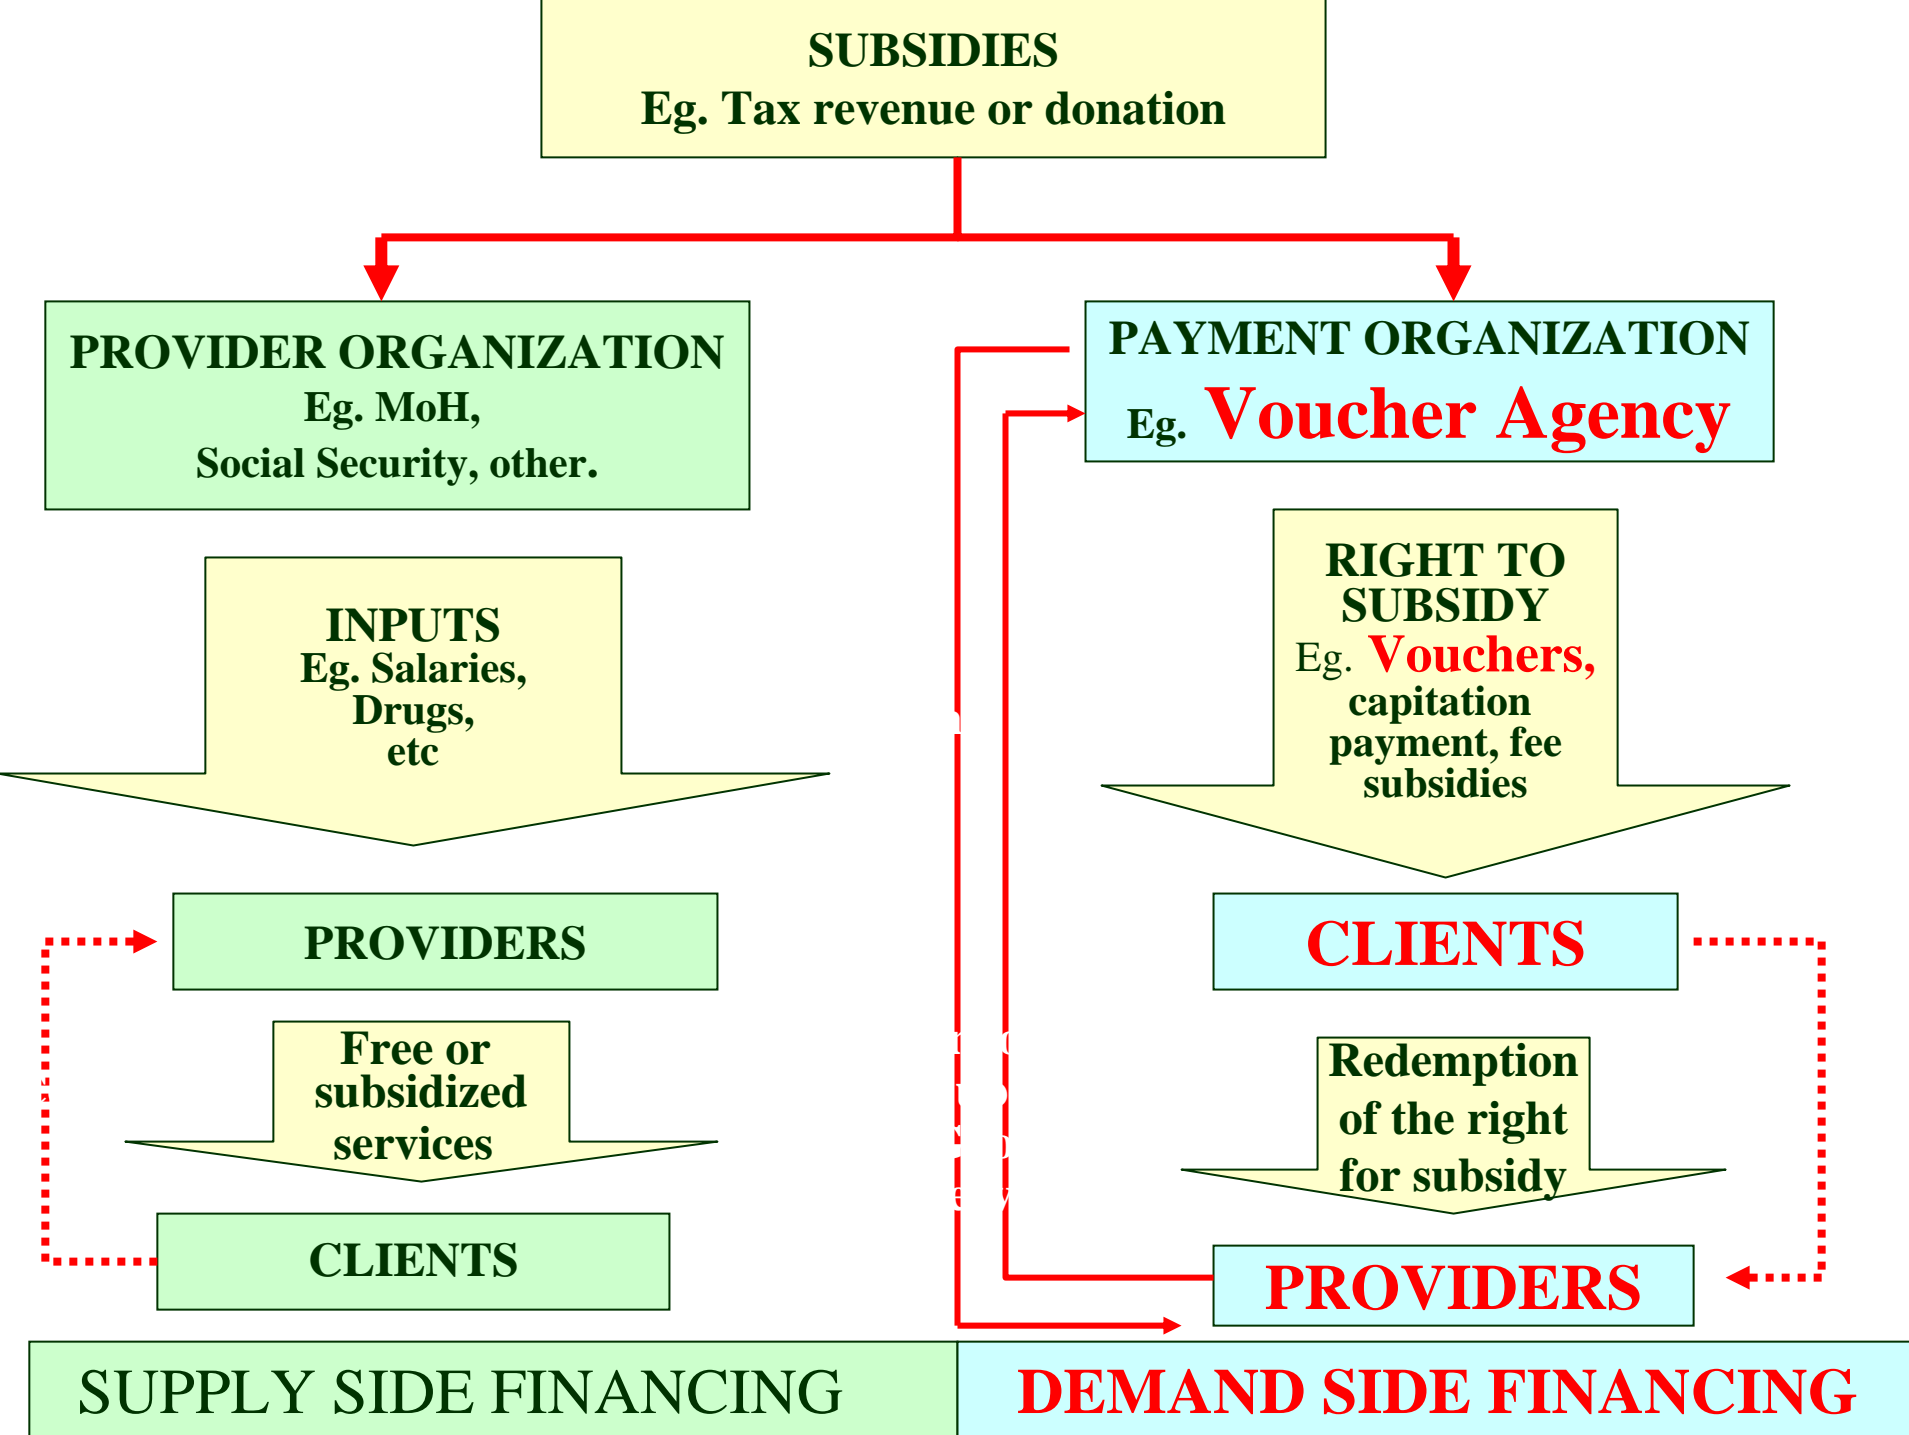 SUBSIDIES
Eg. Tax revenue or donation
PROVIDER ORGANIZATION
Eg. MoH,
Social Security, other.
PAYMENT ORGANIZATION
Eg. Voucher Agency
INPUTS
Eg. Salaries,
Drugs,
etc
RIGHT TO
SUBSIDY
Eg. Vouchers,
capitation
payment, fee
subsidies
PROVIDERS
CLIENTS
Free or
subsidized
services
Redemption
of the right
for subsidy
CLIENTS
PROVIDERS
SUPPLY SIDE FINANCING
DEMAND SIDE FINANCING